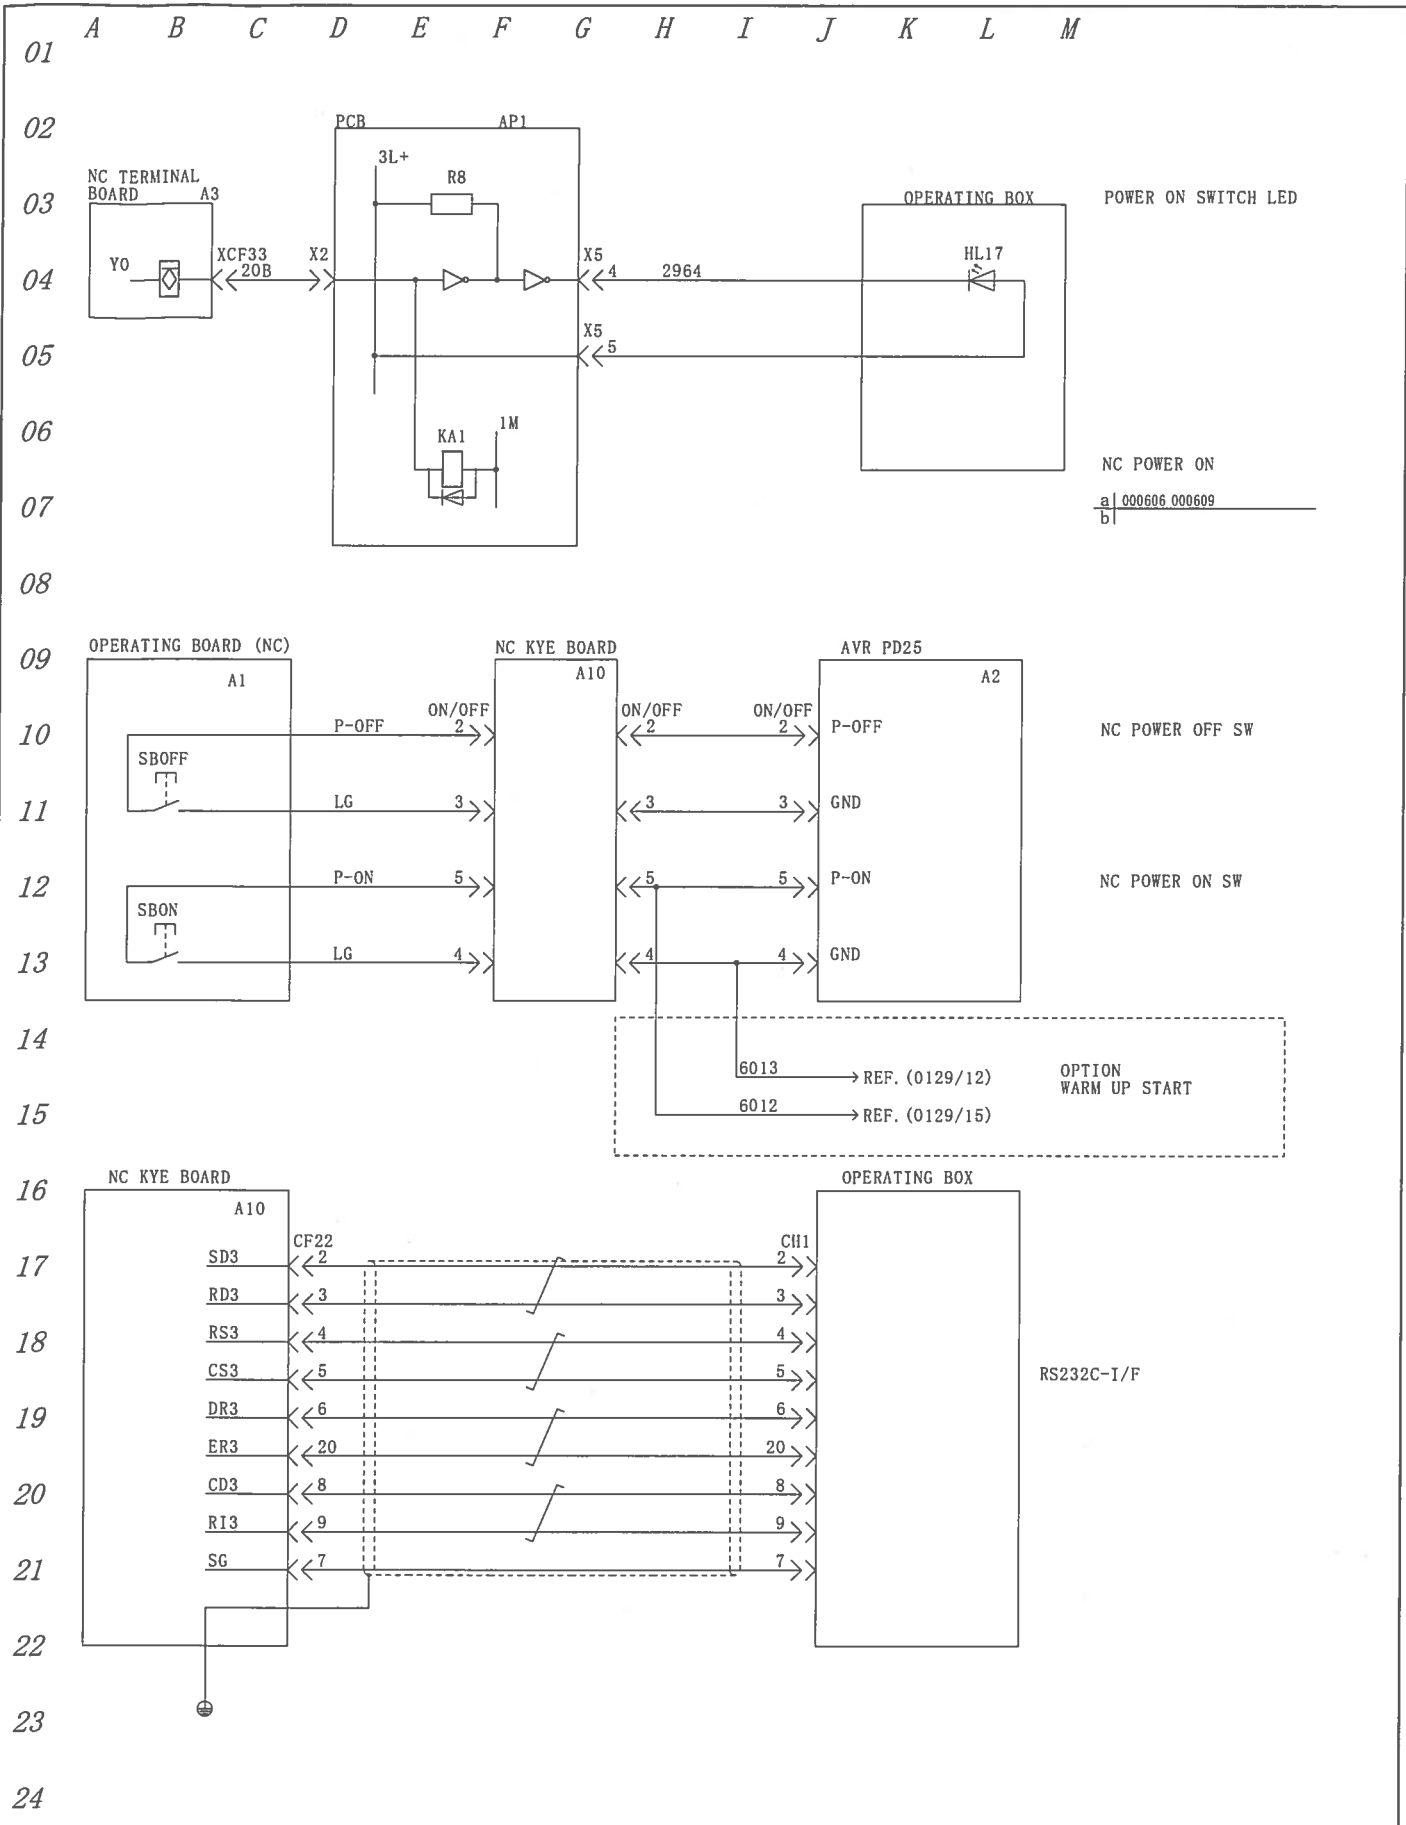 A B C D E F G H I J K L M
01
02
PCB AP1
3L+
NC TERMINAL
BOARD A3
R8
03
OPERATING BOX
POWER ON SWITCH LED
Y0
XCF33
20B
X2
X5
4
2964
HL17
04
X5
5
05
06
KA1
1M
NC POWER ON
07
a 000606 000609
b
08
09
OPERATING BOARD (NC)
NC KYE BOARD
AVR PD25
A1
A10
A2
10
P-OFF
ON/OFF
2
ON/OFF
2
ON/OFF
2
P-OFF
NC POWER OFF SW
SBOFF
11
LG
3
3
3
GND
12
P-ON
5
5
5
P-ON
NC POWER ON SW
SBON
13
LG
4
4
4
GND
14
6013
REF. (0129/12)
OPTION
WARM UP START
15
6012
REF. (0129/15)
16
NC KYE BOARD
OPERATING BOX
A10
CF22
CH1
17
SD3 2 2
RD3 3 3
18
RS3 4 4
CS3 5 5
RS232C-I/F
19
DR3 6 6
ER3 20 20
20
CD3 8 8
RI3 9 9
21
SG 7 7
22
23
24